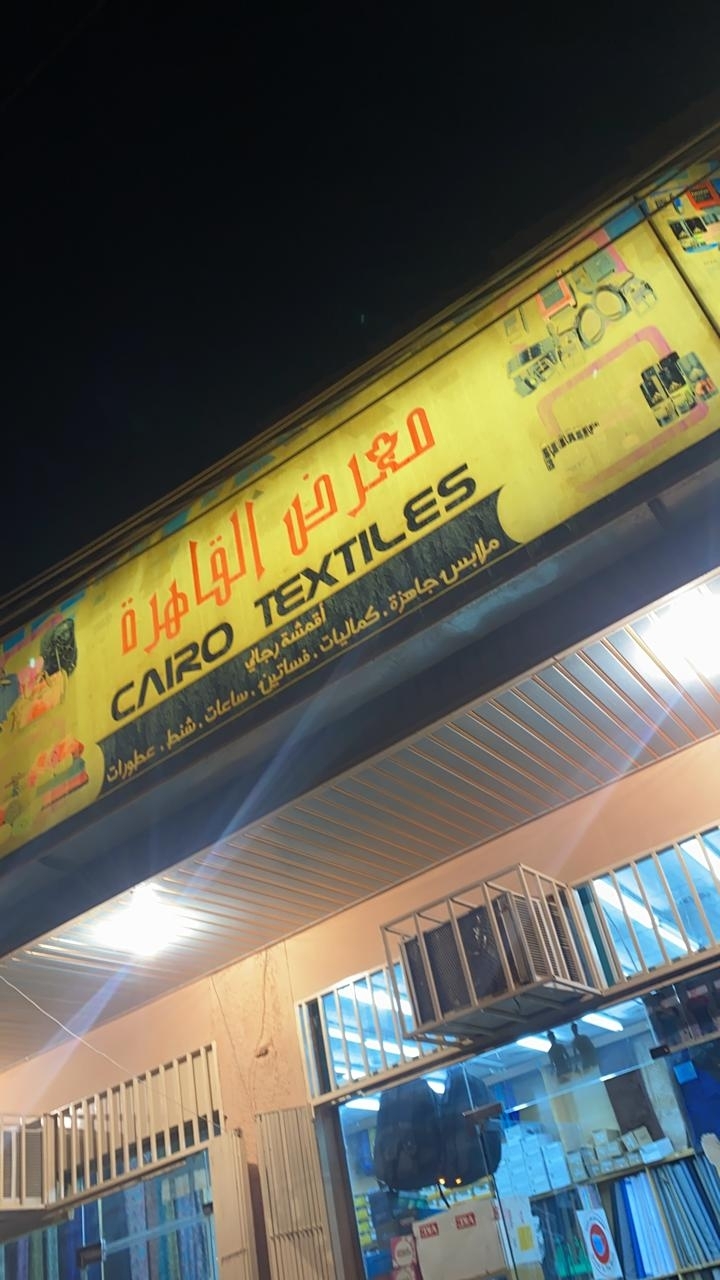 معرض القاهرة
CAIRO TEXTILES
أقمشة رجالي
ملابس جاهزة . كماليات . فساتين . ساعات . شنط . عطورات